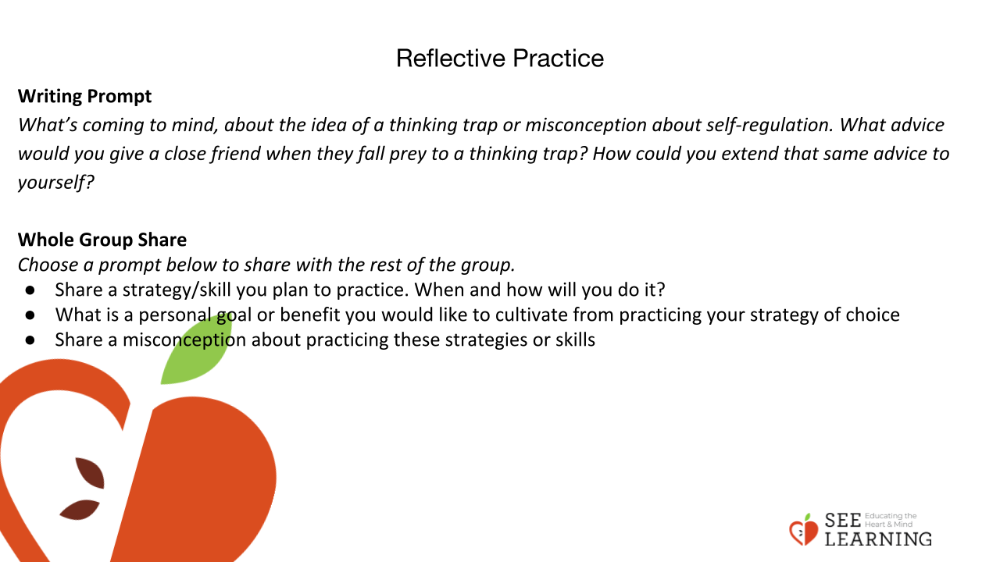 Reflective Practice
Writing Prompt
What’s coming to mind, about the idea of a thinking trap or misconception about self-regulation. What advice
would you give a close friend when they fall prey to a thinking trap? How could you extend that same advice to
yourself?
Whole Group Share
Choose a prompt below to share with the rest of the group.
● Share a strategy/skill you plan to practice. When and how will you do it?
● What is a personal goal or benefit you would like to cultivate from practicing your strategy of choice
● Share a misconception about practicing these strategies or skills
SEE
Educating the
Heart & Mind
LEARNING